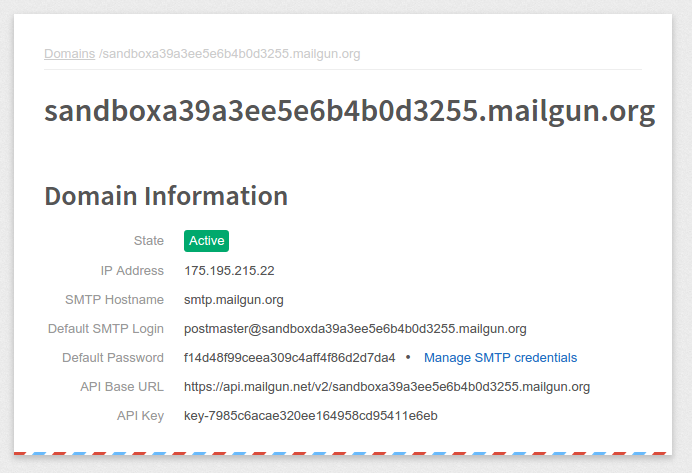 Domains /sandboxa39a3ee5e6b4b0d3255.mailgun.org
sandboxa39a3ee5e6b4b0d3255.mailgun.org
Domain Information
State Active
IP Address 175.195.215.22
SMTP Hostname smtp.mailgun.org
Default SMTP Login postmaster@sandboxda39a3ee5e6b4b0d3255.mailgun.org
Default Password f14d48f99ceea309c4aff4f86d2d7da4 • Manage SMTP credentials
API Base URL https://api.mailgun.net/v2/sandboxa39a3ee5e6b4b0d3255.mailgun.org
API Key key-7985c6acae320ee164958cd95411e6eb